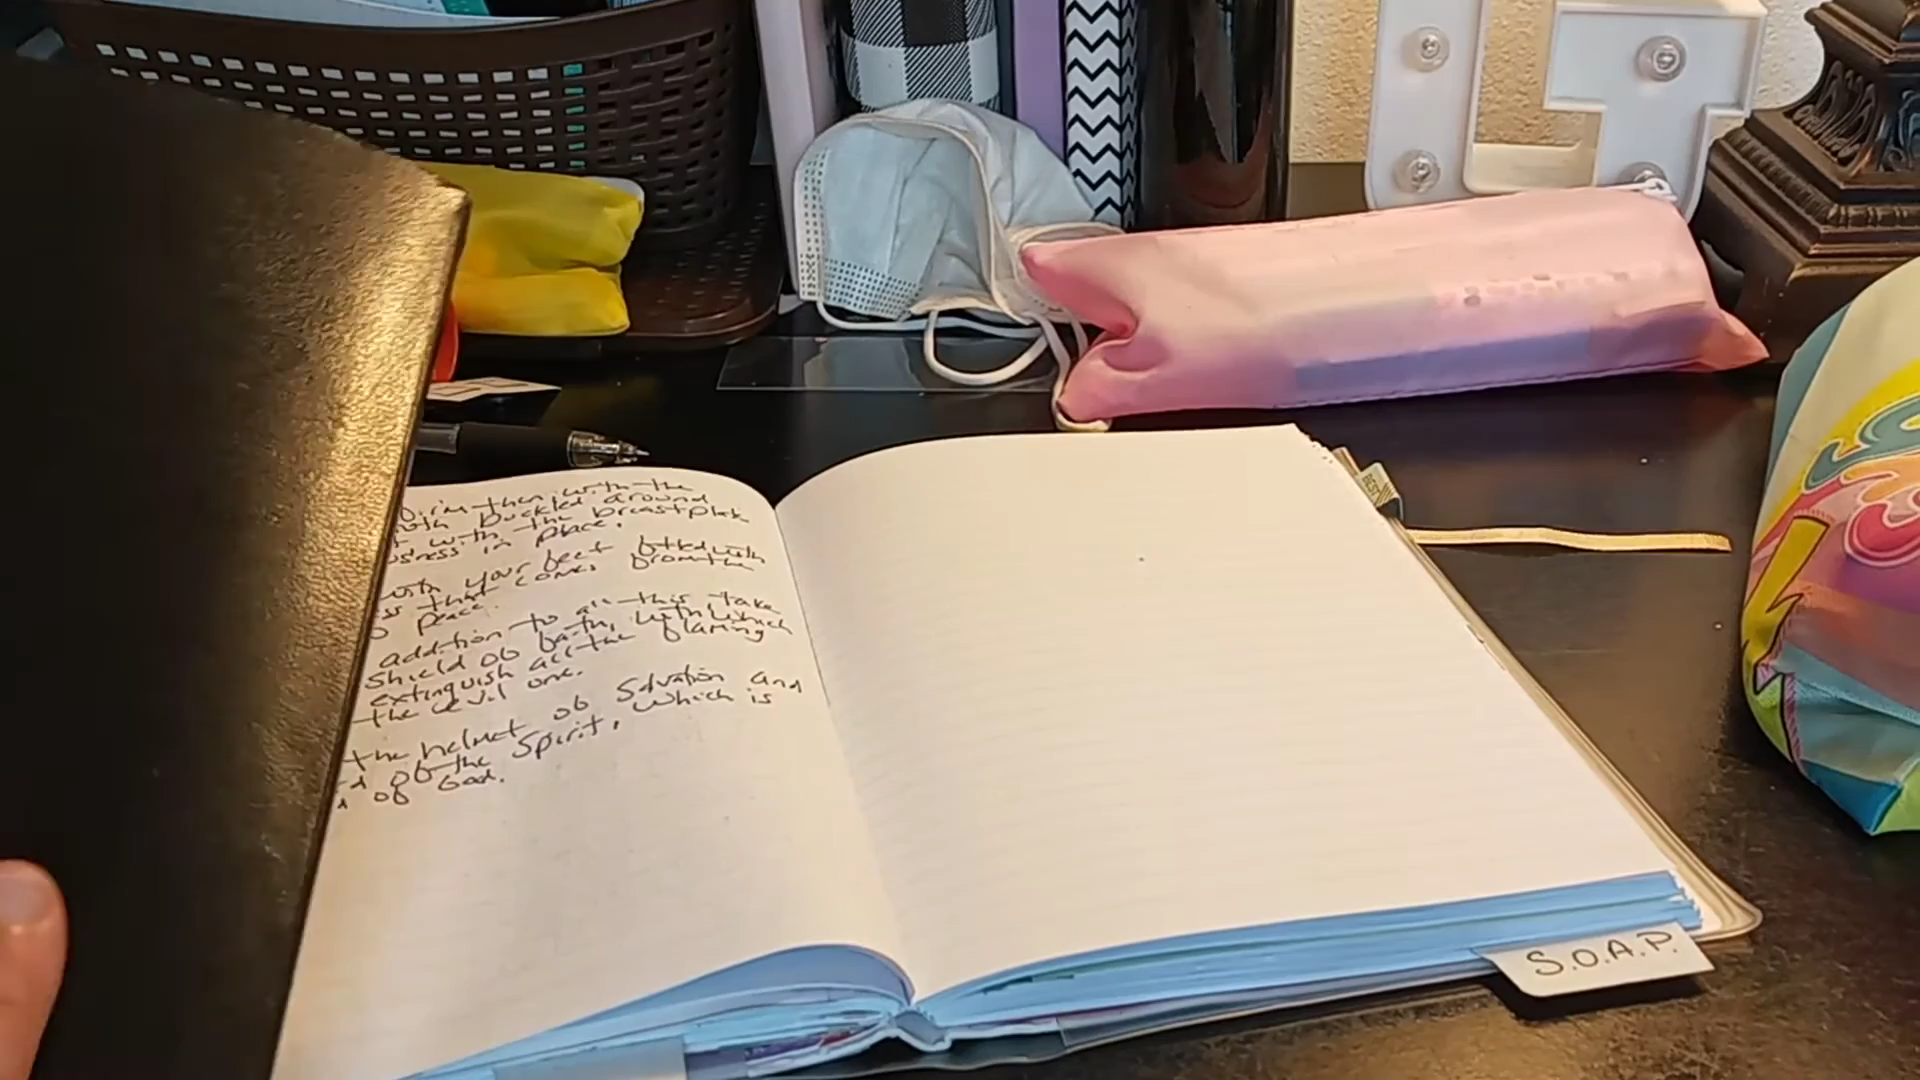 firm then with the
buckled around
with the breastplate
in place.
with your feet fitted with
that comes from the
peace.
addition to all this take
shield of faith, with which
extinguish all the flaming
the evil one.
the helmet of Salvation and
of the Spirit, which is
of God.
S.O.A.P.